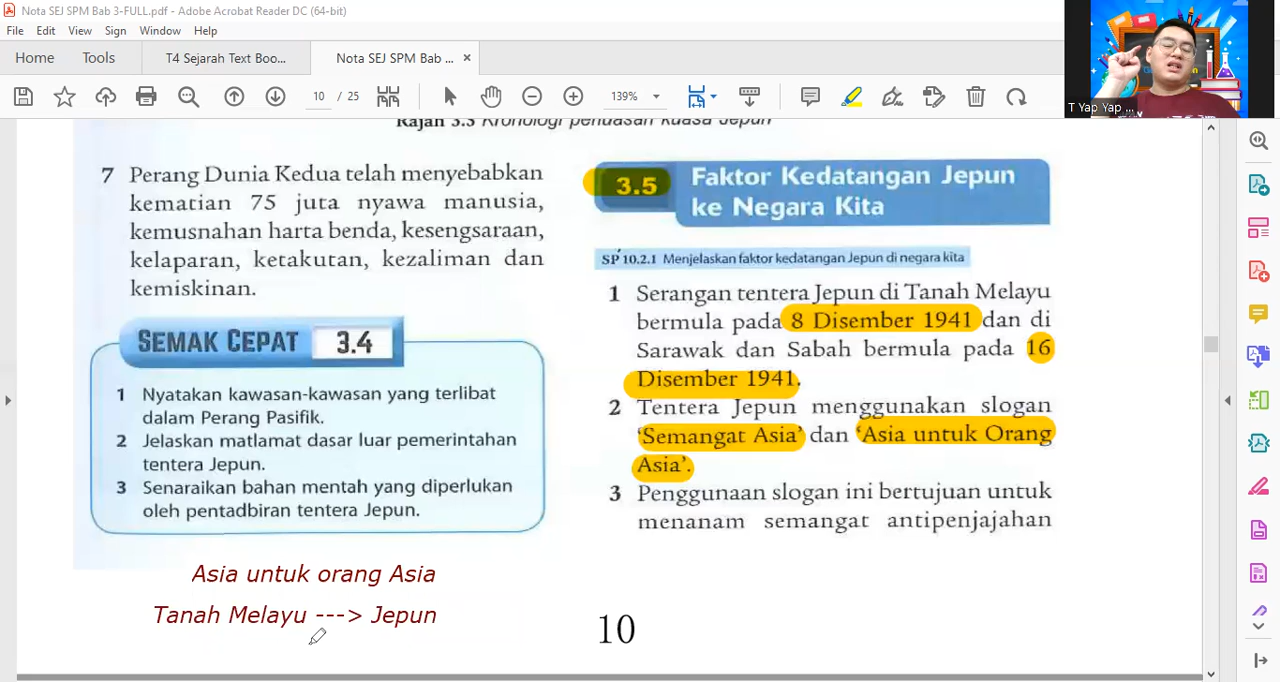 Nota SEJ SPM Bab 3-FULL.pdf - Adobe Acrobat Reader DC (64-bit)
File Edit View Sign Window Help
Home Tools T4 Sejarah Text Boo... Nota SEJ SPM Bab ... ×
10 / 25 139%
T Yap Yap ...
Rajah 3.3 Kronologi perluasan kuasa Jepun
7 Perang Dunia Kedua telah menyebabkan
kematian 75 juta nyawa manusia,
kemusnahan harta benda, kesengsaraan,
kelaparan, ketakutan, kezaliman dan
kemiskinan.
SEMAK CEPAT 3.4
1 Nyatakan kawasan-kawasan yang terlibat
dalam Perang Pasifik.
2 Jelaskan matlamat dasar luar pemerintahan
tentera Jepun.
3 Senaraikan bahan mentah yang diperlukan
oleh pentadbiran tentera Jepun.
Asia untuk orang Asia
Tanah Melayu ---> Jepun
3.5 Faktor Kedatangan Jepun
ke Negara Kita
SP 10.2.1 Menjelaskan faktor kedatangan Jepun di negara kita
1 Serangan tentera Jepun di Tanah Melayu
bermula pada 8 Disember 1941 dan di
Sarawak dan Sabah bermula pada 16
Disember 1941.
2 Tentera Jepun menggunakan slogan
‘Semangat Asia’ dan ‘Asia untuk Orang
Asia’.
3 Penggunaan slogan ini bertujuan untuk
menanam semangat antipenjajahan
10